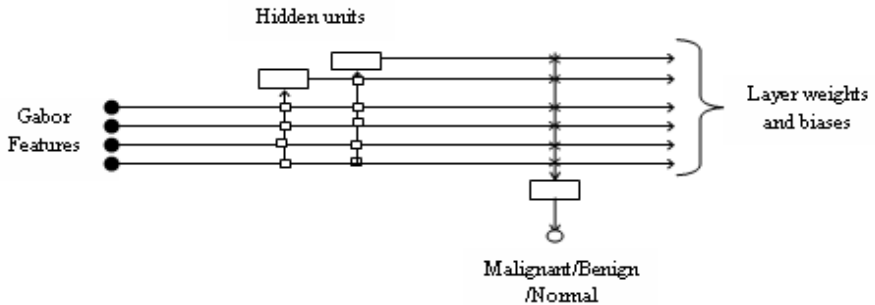 Hidden units
Gabor
Features
Layer weights
and biases
Malignant/Benign
/Normal